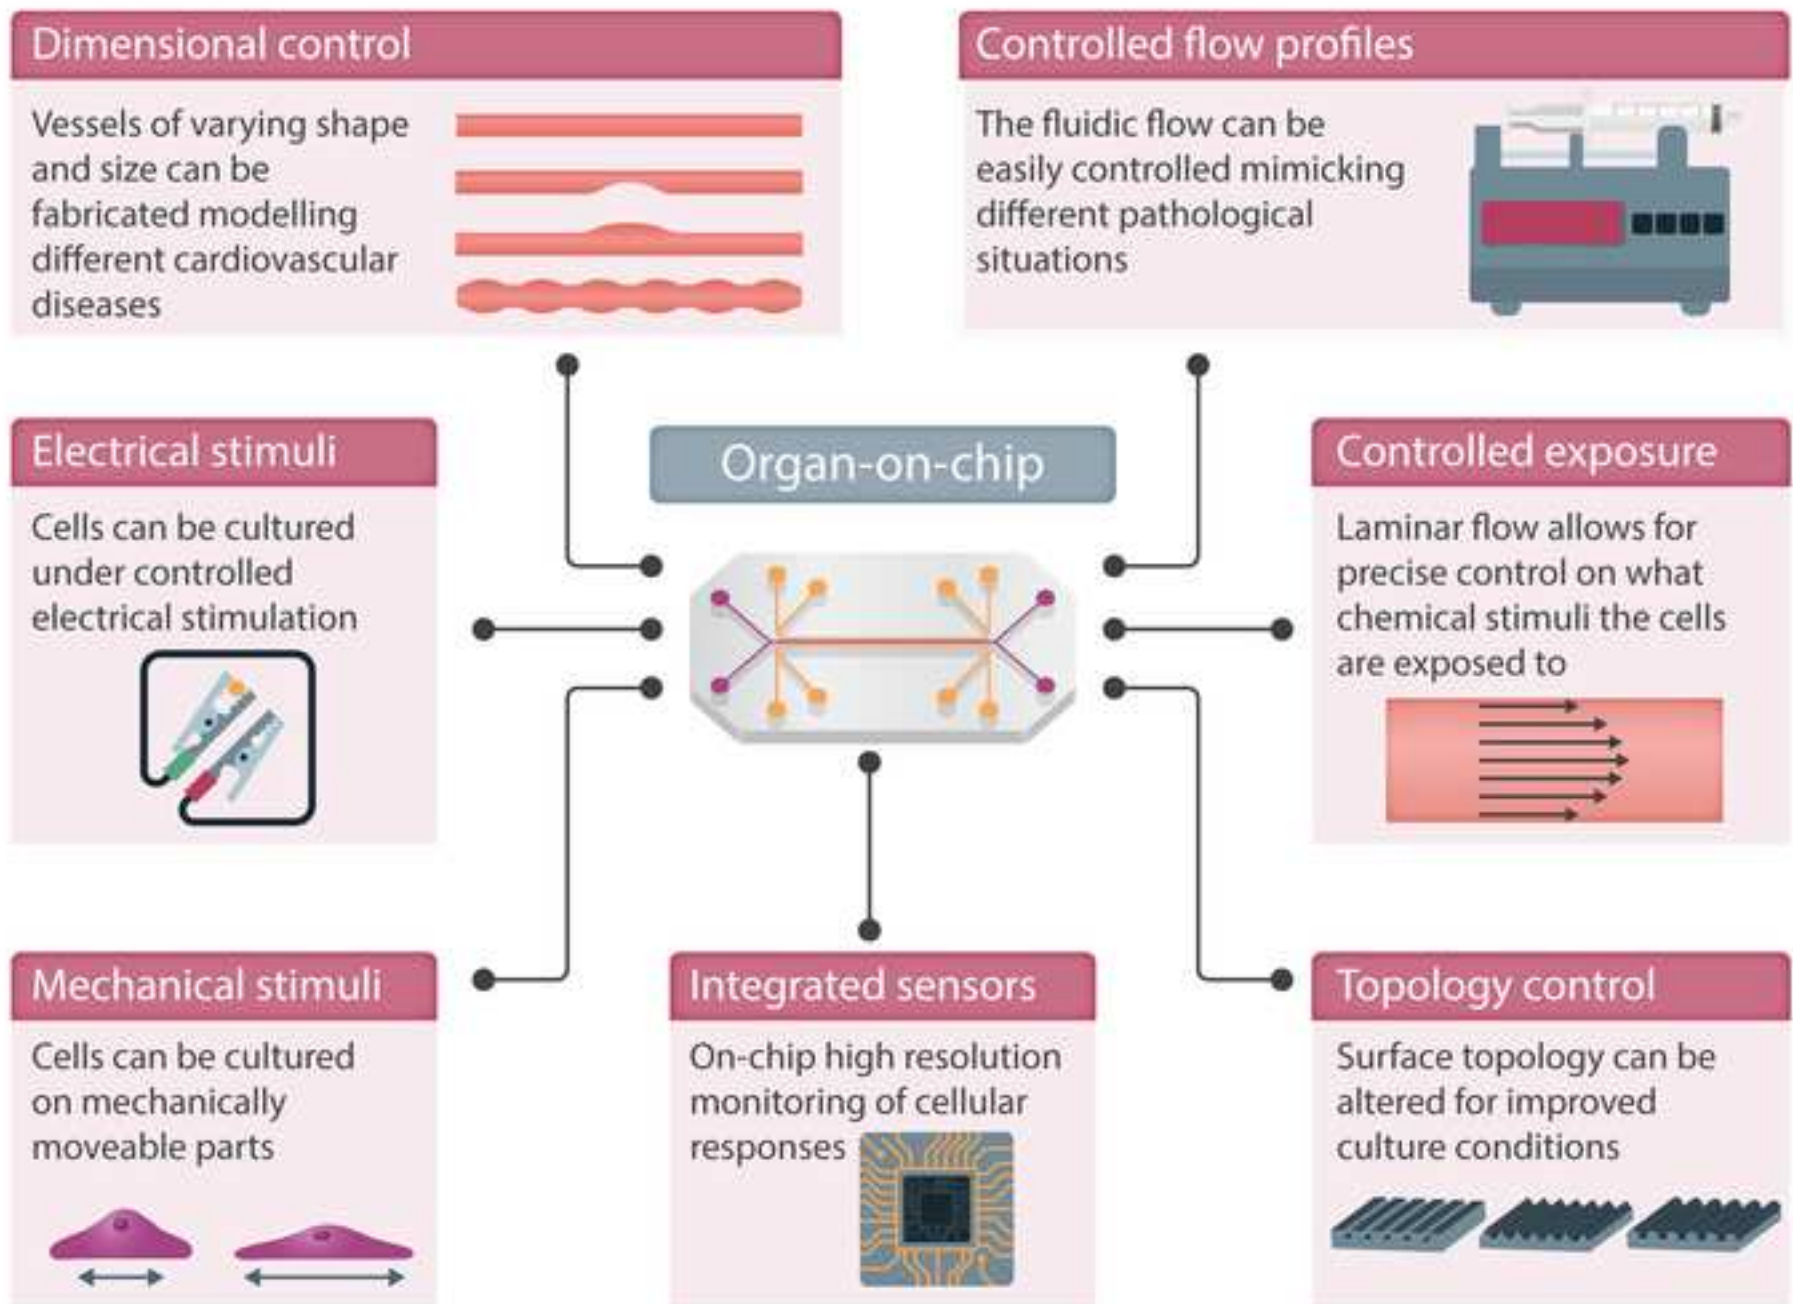 Dimensional control
Vessels of varying shape
and size can be
fabricated modelling
different cardiovascular
diseases
Controlled flow profiles
The fluidic flow can be
easily controlled mimicking
different pathological
situations
Electrical stimuli
Cells can be cultured
under controlled
electrical stimulation
Organ-on-chip
Controlled exposure
Laminar flow allows for
precise control on what
chemical stimuli the cells
are exposed to
Mechanical stimuli
Cells can be cultured
on mechanically
moveable parts
Integrated sensors
On-chip high resolution
monitoring of cellular
responses
Topology control
Surface topology can be
altered for improved
culture conditions